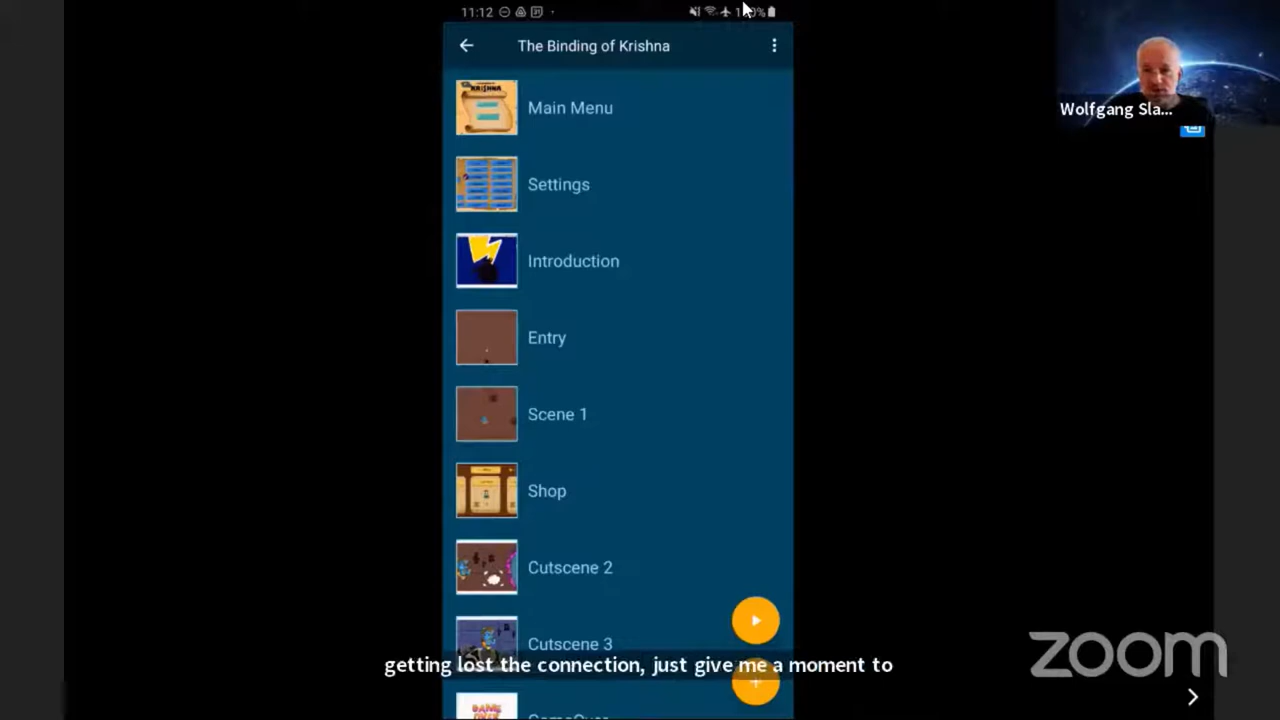 11:12
The Binding of Krishna
Main Menu
Settings
Introduction
Entry
Scene 1
Shop
Cutscene 2
Cutscene 3
getting lost the connection, just give me a moment to
Wolfgang Sla...
zoom